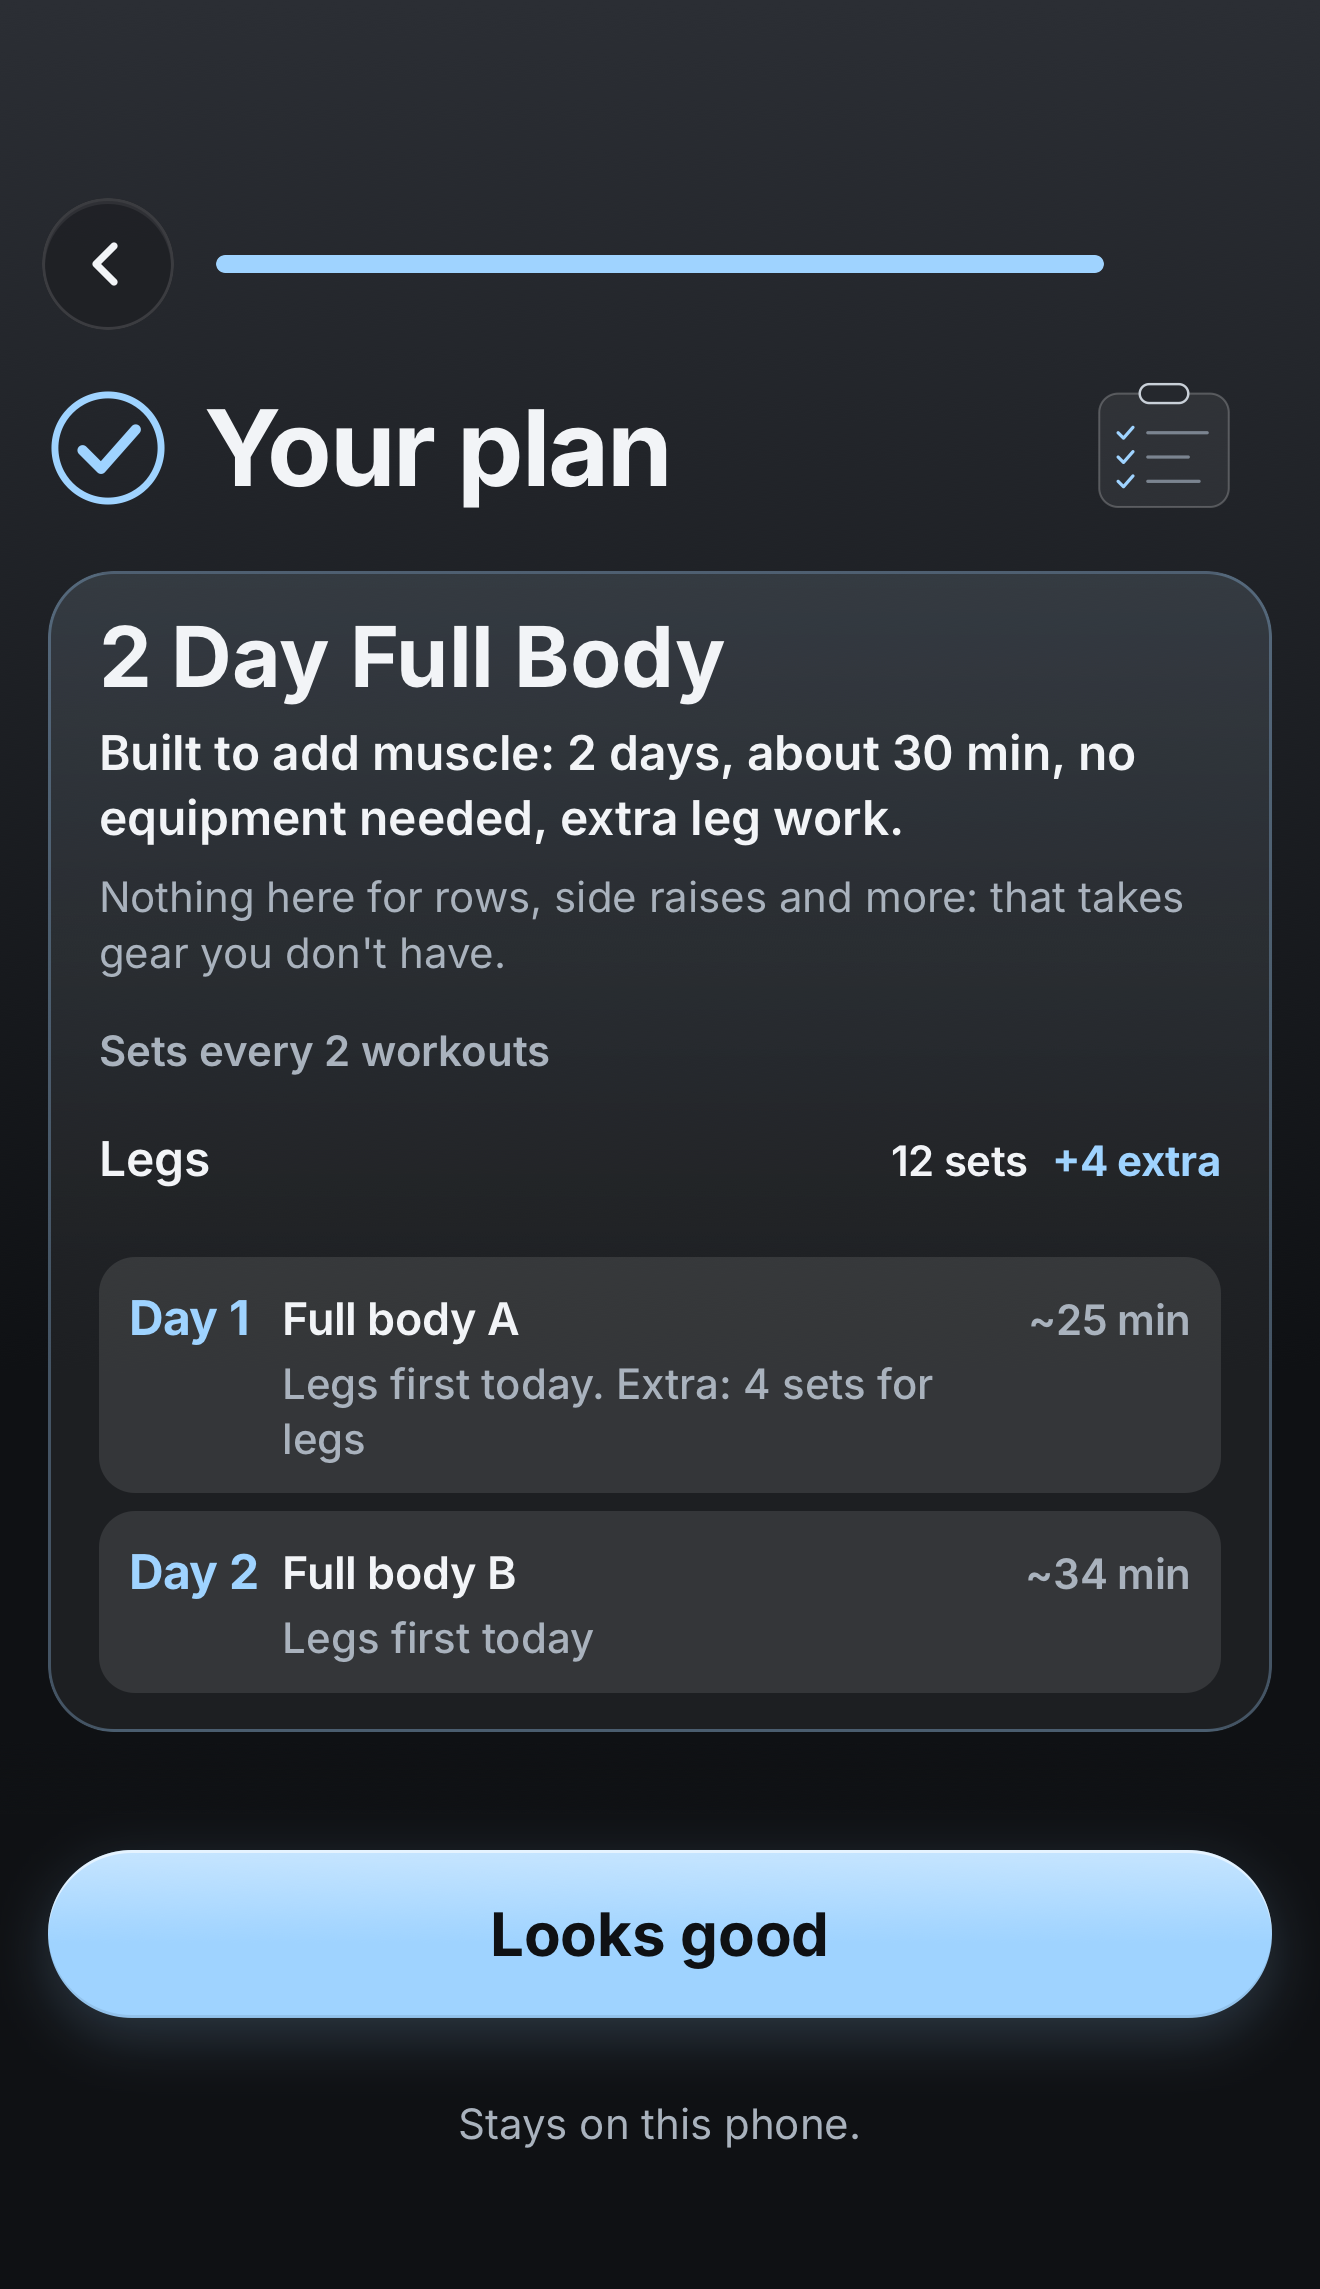 Your plan
2 Day Full Body
Built to add muscle: 2 days, about 30 min, no
equipment needed, extra leg work.
Nothing here for rows, side raises and more: that takes
gear you don't have.
Sets every 2 workouts
Legs 12 sets +4 extra
Day 1 Full body A ~25 min
Legs first today. Extra: 4 sets for
legs
Day 2 Full body B ~34 min
Legs first today
Looks good
Stays on this phone.